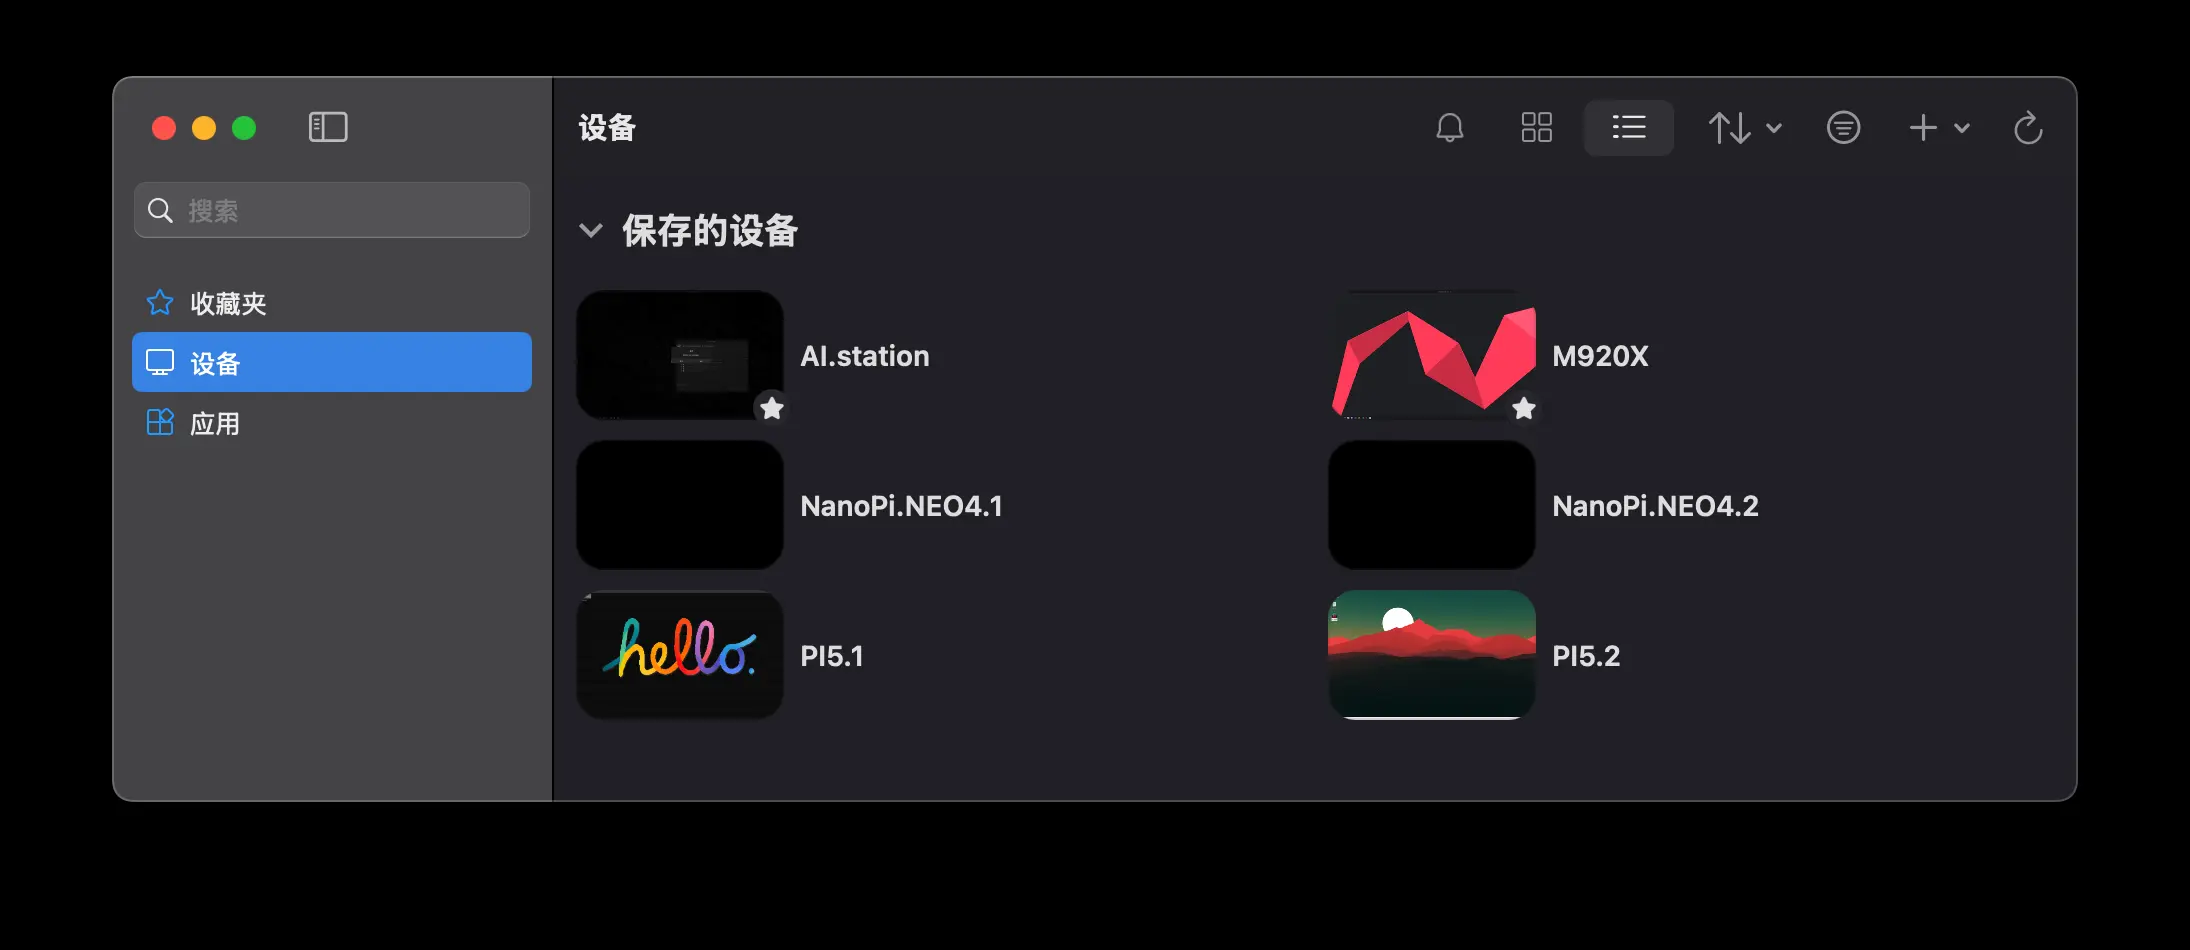 设备
搜索
收藏夹
设备
应用
保存的设备
AI.station
M920X
NanoPi.NEO4.1
NanoPi.NEO4.2
hello.
PI5.1
PI5.2